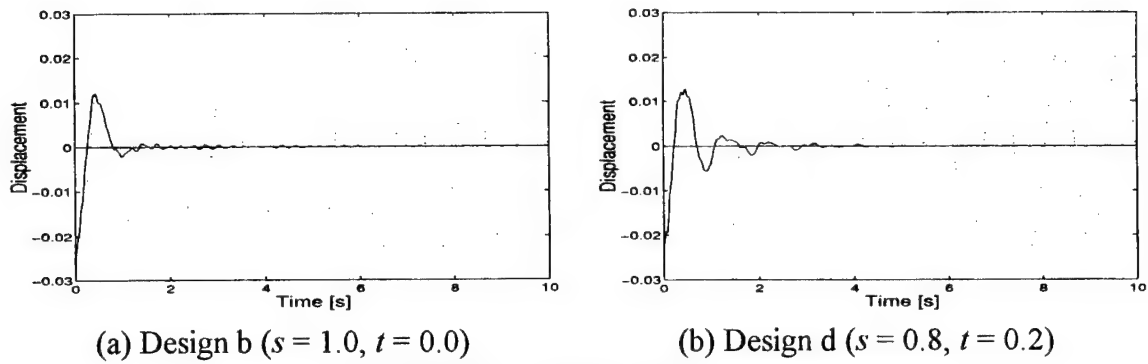 0.03
0.02
0.01
0
−0.01
−0.02
−0.03
Displacement
0 2 4 6 8 10
Time [s]
(a) Design b (s = 1.0, t = 0.0)
0.03
0.02
0.01
0
−0.01
−0.02
−0.03
Displacement
0 2 4 6 8 10
Time [s]
(b) Design d (s = 0.8, t = 0.2)